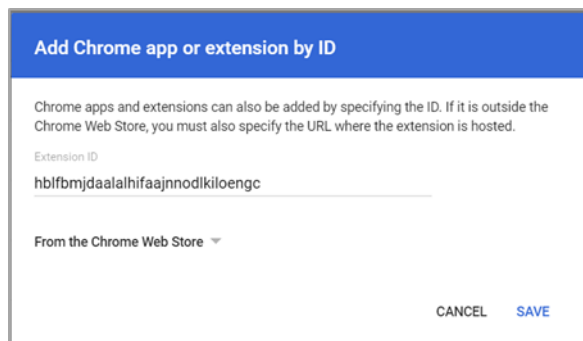 Add Chrome app or extension by ID
Chrome apps and extensions can also be added by specifying the ID. If it is outside the
Chrome Web Store, you must also specify the URL where the extension is hosted.
Extension ID
hblfbmjdaalalhifaajnnodlkiloengc
From the Chrome Web Store
CANCEL SAVE